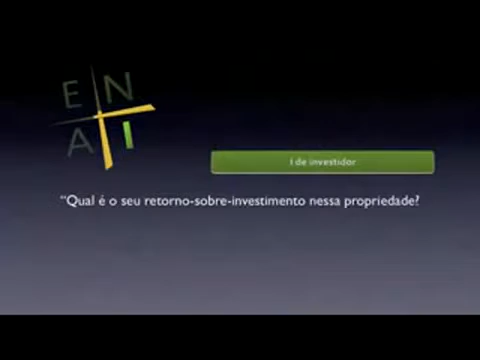 E N
A I
I de investidor
“Qual é o seu retorno-sobre-investimento nessa propriedade?